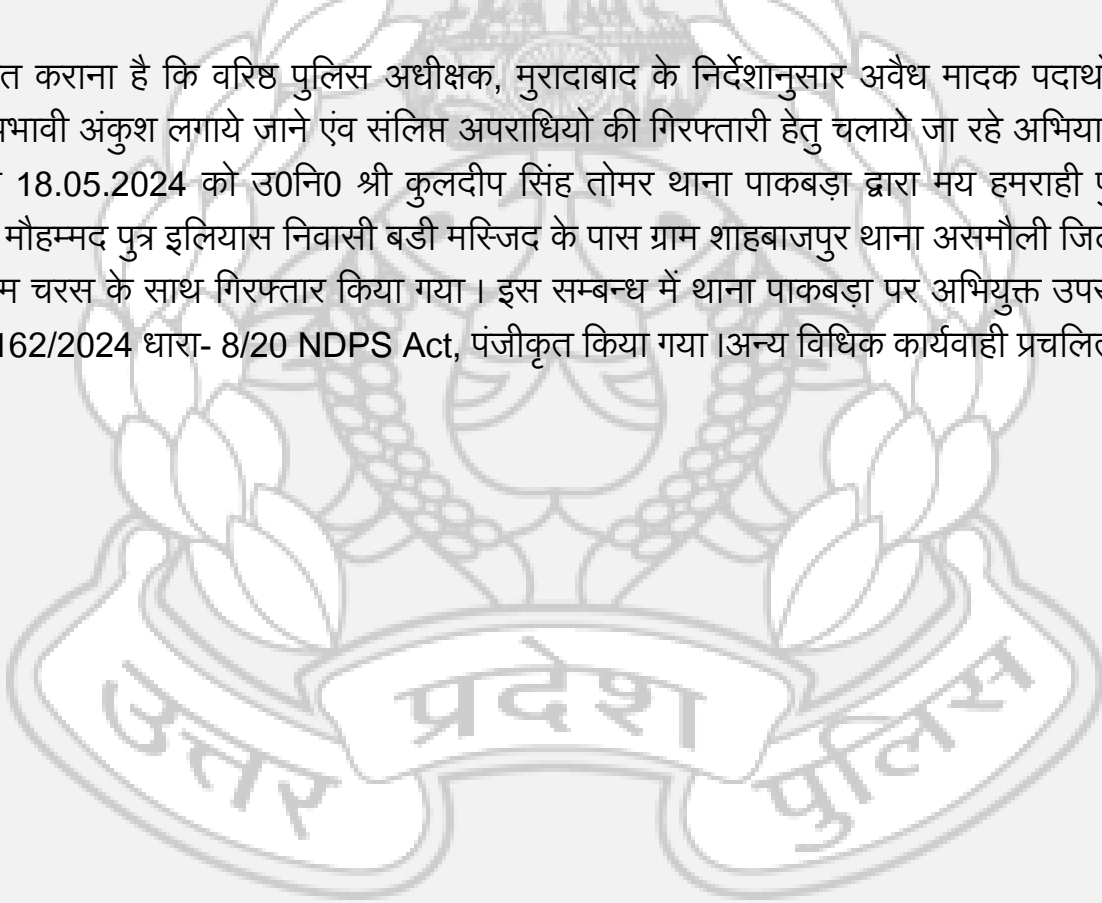 त कराना है कि वरिष्ठ पुलिस अधीक्षक, मुरादाबाद के निर्देशानुसार अवैध मादक पदार्थो
प्रभावी अंकुश लगाये जाने एंव संलिप्त अपराधियो की गिरफ्तारी हेतु चलाये जा रहे अभिया
18.05.2024 को उ0नि0 श्री कुलदीप सिंह तोमर थाना पाकबड़ा द्वारा मय हमराही पु
मौहम्मद पुत्र इलियास निवासी बडी मस्जिद के पास ग्राम शाहबाजपुर थाना असमौली जि
म चरस के साथ गिरफ्तार किया गया । इस सम्बन्ध में थाना पाकबड़ा पर अभियुक्त उपर
162/2024 धारा- 8/20 NDPS Act, पंजीकृत किया गया ।अन्य विधिक कार्यवाही प्रचलित
उत्तर प्रदेश पुलिस